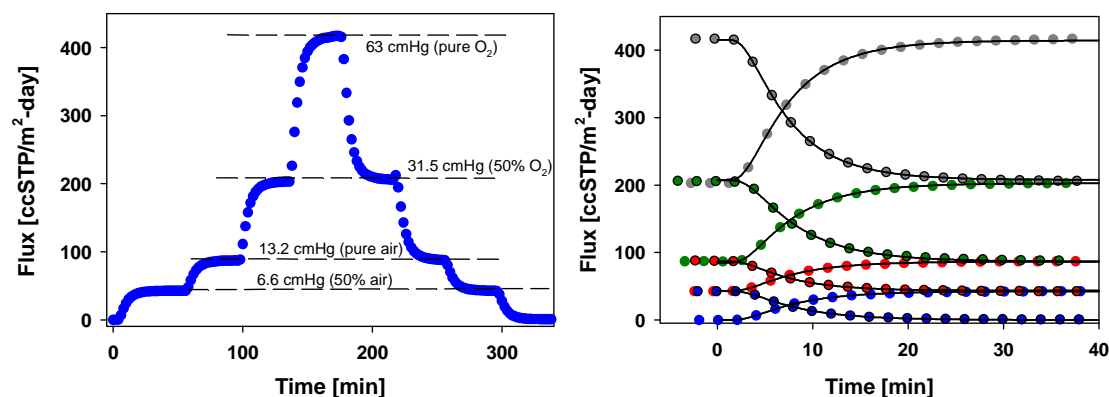 Flux [ccSTP/m²-day]
400
300
200
100
0
63 cmHg (pure O₂)
31.5 cmHg (50% O₂)
13.2 cmHg (pure air)
6.6 cmHg (50% air)
0
100
200
300
Time [min]
Flux [ccSTP/m²-day]
400
300
200
100
0
0
10
20
30
40
Time [min]